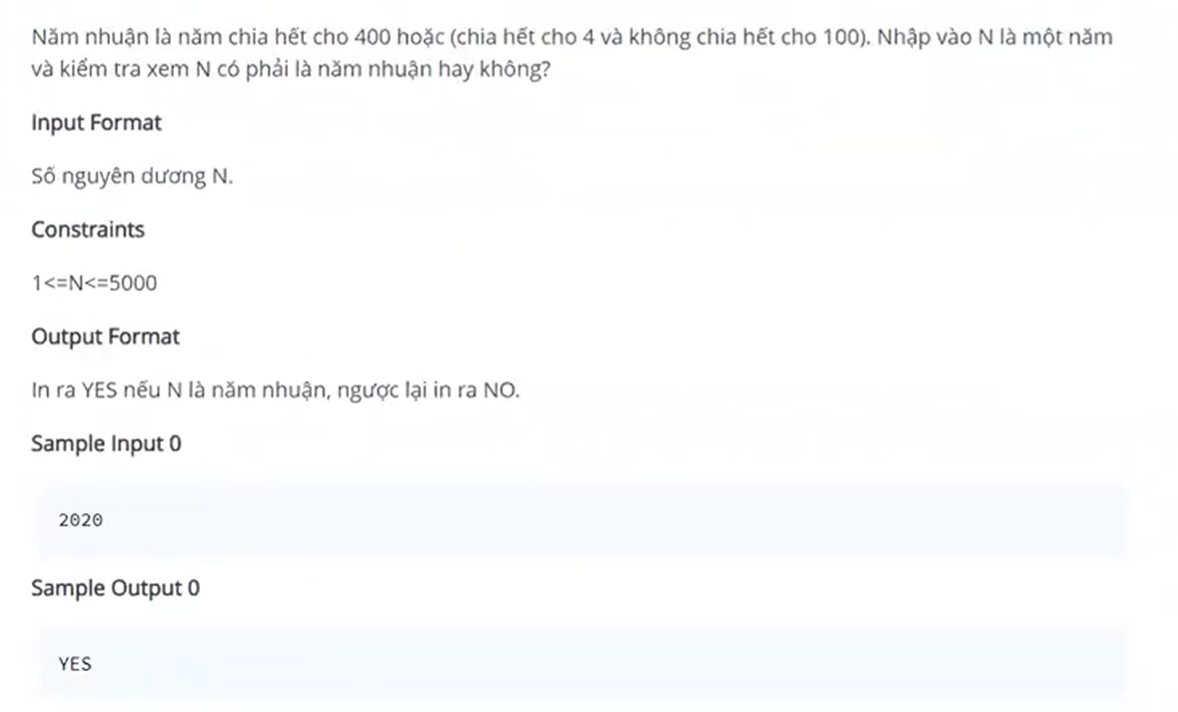 Năm nhuận là năm chia hết cho 400 hoặc (chia hết cho 4 và không chia hết cho 100). Nhập vào N là một năm
và kiểm tra xem N có phải là năm nhuận hay không?
Input Format
Số nguyên dương N.
Constraints
1<=N<=5000
Output Format
In ra YES nếu N là năm nhuận, ngược lại in ra NO.
Sample Input 0
2020
Sample Output 0
YES